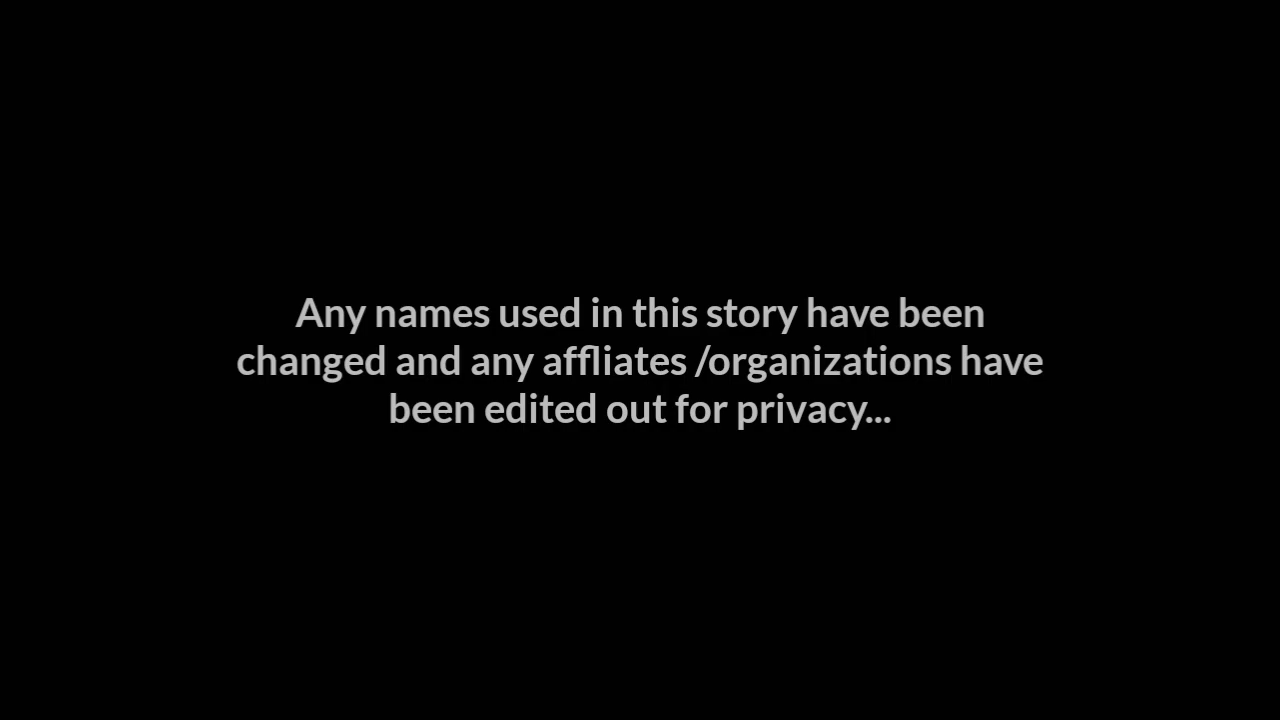 Any names used in this story have been
changed and any affliates /organizations have
been edited out for privacy...